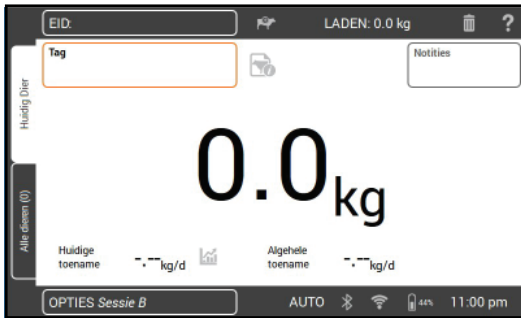 EID:
LADEN: 0.0 kg
?
Huidig Dier
Alle dieren (0)
Tag
Notities
0.0kg
Huidige
toename
-.--kg/d
Algehele
toename
-.--kg/d
OPTIES Sessie B
AUTO
44%
11:00 pm